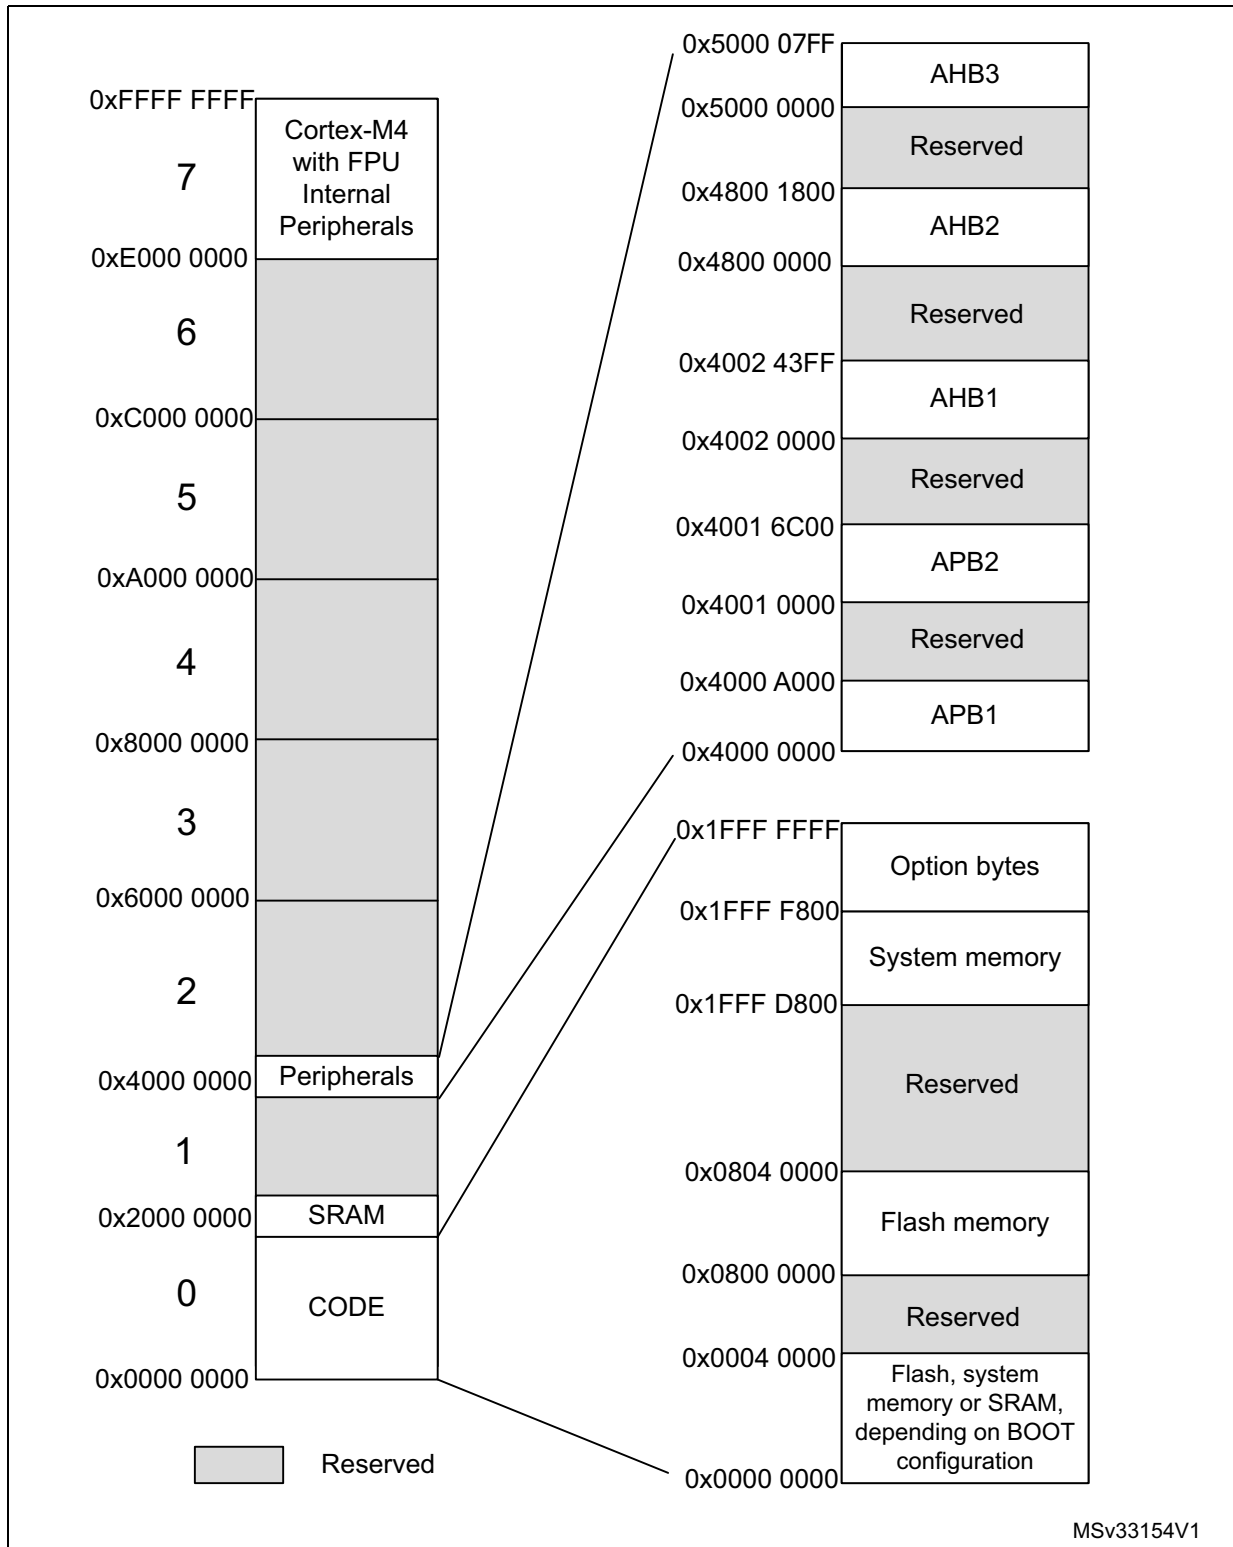 0xFFFF FFFF
Cortex-M4
with FPU
Internal
Peripherals
7
0xE000 0000
6
0xC000 0000
5
0xA000 0000
4
0x8000 0000
3
0x6000 0000
2
0x4000 0000
Peripherals
1
0x2000 0000
SRAM
0
CODE
0x0000 0000
Reserved
0x5000 07FF
AHB3
0x5000 0000
Reserved
0x4800 1800
AHB2
0x4800 0000
Reserved
0x4002 43FF
AHB1
0x4002 0000
Reserved
0x4001 6C00
APB2
0x4001 0000
Reserved
0x4000 A000
APB1
0x4000 0000
0x1FFF FFFF
Option bytes
0x1FFF F800
System memory
0x1FFF D800
Reserved
0x0804 0000
Flash memory
0x0800 0000
Reserved
0x0004 0000
Flash, system
memory or SRAM,
depending on BOOT
configuration
0x0000 0000
MSv33154V1